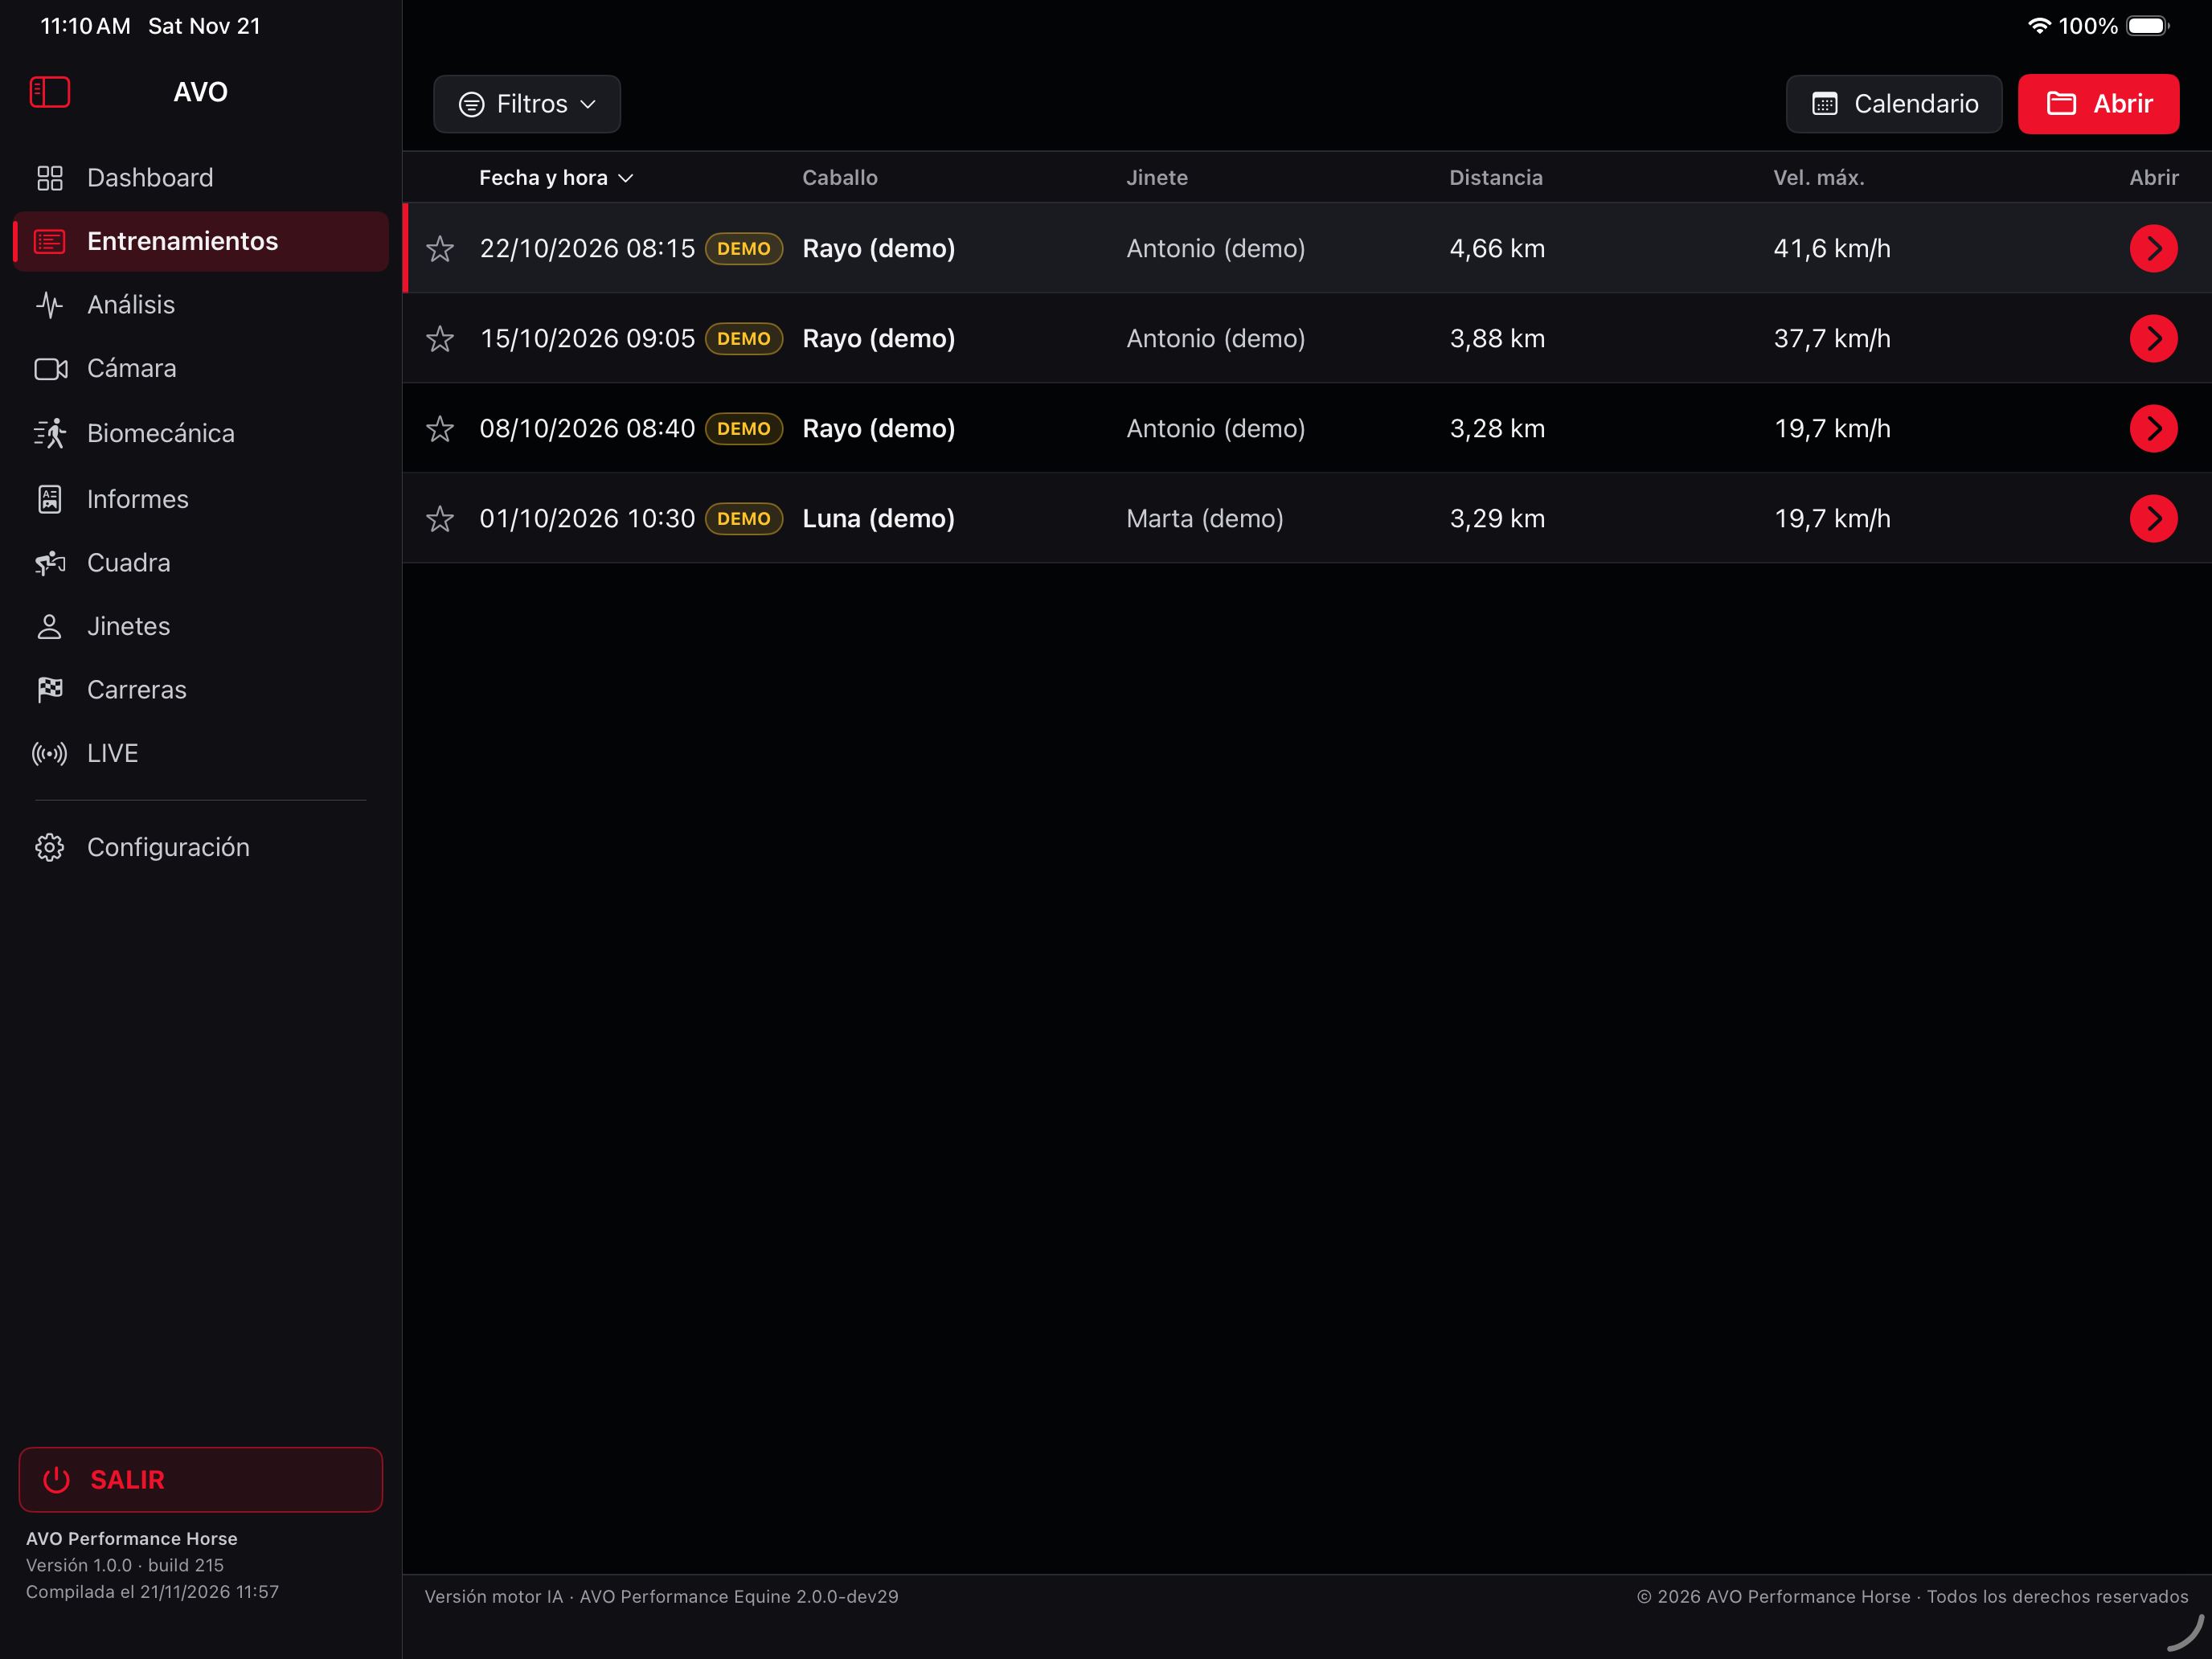 11:10 AM Sat Nov 21
100%
AVO
Dashboard
Entrenamientos
Análisis
Cámara
Biomecánica
Informes
Cuadra
Jinetes
Carreras
LIVE
Configuración
SALIR
AVO Performance Horse
Versión 1.0.0 · build 215
Compilada el 21/11/2026 11:57
Filtros
Calendario
Abrir
Fecha y hora Caballo Jinete Distancia Vel. máx. Abrir
22/10/2026 08:15 DEMO Rayo (demo) Antonio (demo) 4,66 km 41,6 km/h
15/10/2026 09:05 DEMO Rayo (demo) Antonio (demo) 3,88 km 37,7 km/h
08/10/2026 08:40 DEMO Rayo (demo) Antonio (demo) 3,28 km 19,7 km/h
01/10/2026 10:30 DEMO Luna (demo) Marta (demo) 3,29 km 19,7 km/h
Versión motor IA · AVO Performance Equine 2.0.0-dev29
© 2026 AVO Performance Horse · Todos los derechos reservados